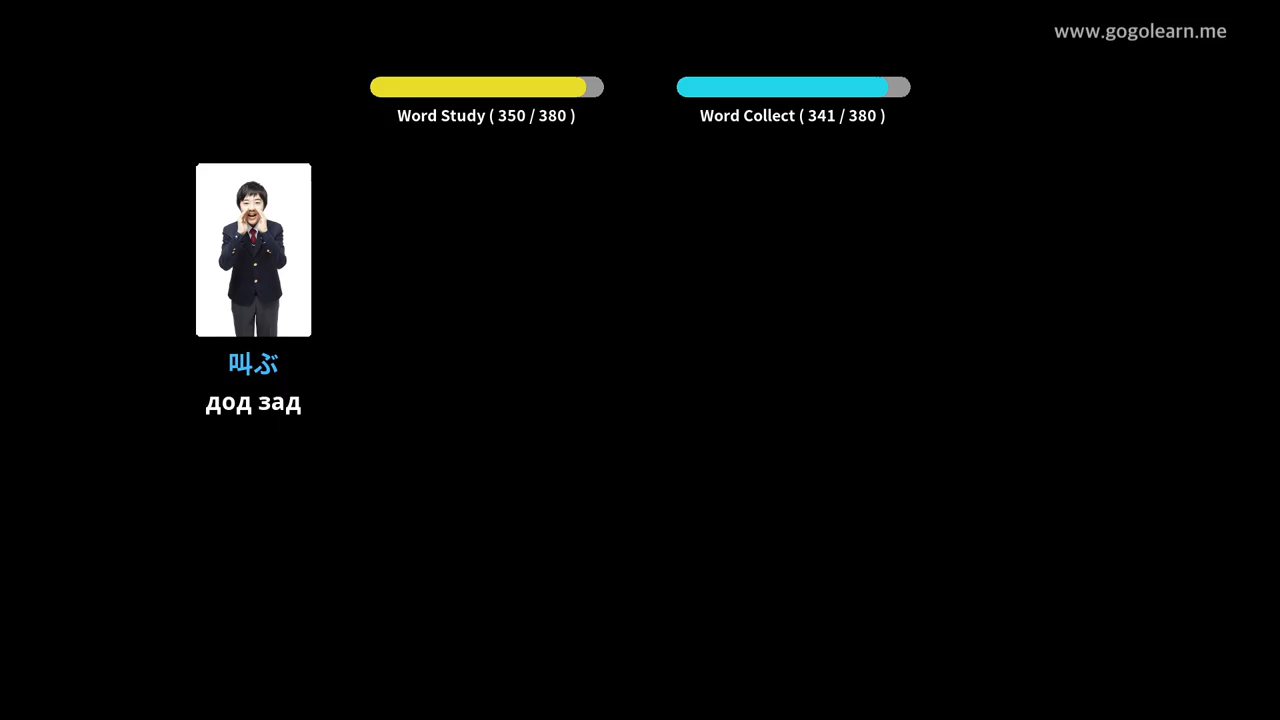 www.gogolearn.me
Word Study ( 350 / 380 )
Word Collect ( 341 / 380 )
叫ぶ
дод зад